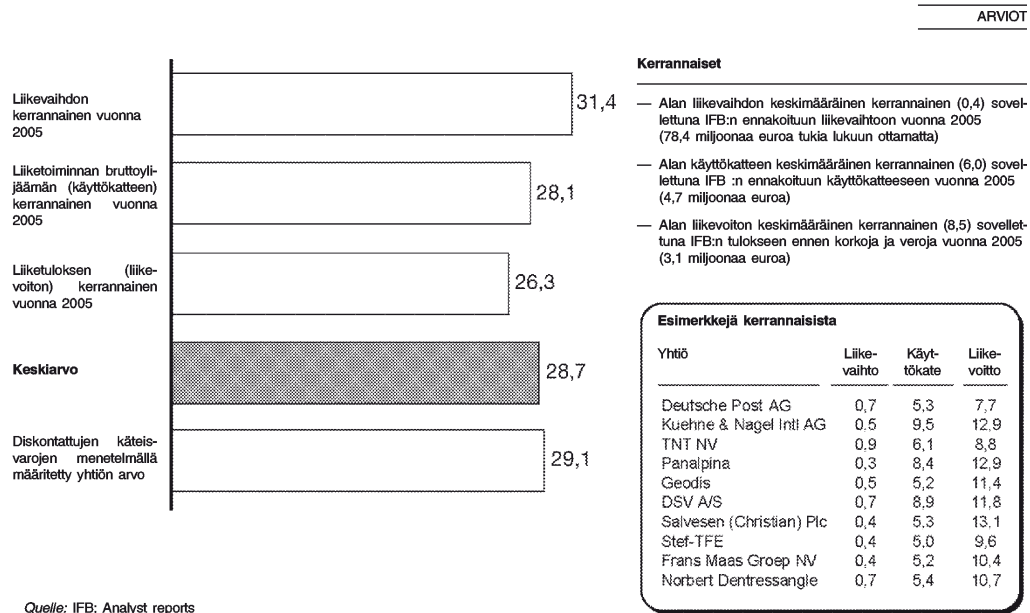 ARVIOT
Liikevaihdon
kerrannainen vuonna
2005
31,4
Liiketoiminnan bruttoyli-
jäämän (käyttökatteen)
kerrannainen vuonna
2005
28,1
Liiketuloksen (liike-
voiton) kerrannainen
vuonna 2005
26,3
Keskiarvo
28,7
Diskontattujen käteis-
varojen menetelmällä
määritetty yhtiön arvo
29,1
Kerrannaiset
— Alan liikevaihdon keskimääräinen kerrannainen (0,4) sovel-
lettuna IFB:n ennakoituun liikevaihtoon vuonna 2005
(78,4 miljoonaa euroa tukia lukuun ottamatta)
— Alan käyttökatteen keskimääräinen kerrannainen (6,0) sovel-
lettuna IFB :n ennakoituun käyttökatteeseen vuonna 2005
(4,7 miljoonaa euroa)
— Alan liikevoiton keskimääräinen kerrannainen (8,5) sovellet-
tuna IFB:n tulokseen ennen korkoja ja veroja vuonna 2005
(3,1 miljoonaa euroa)
Esimerkkejä kerrannaisista
Yhtiö Liike- Käyt- Liike-
vaihto tökate voitto
Deutsche Post AG 0,7 5,3 7,7
Kuehne & Nagel Intl AG 0,5 9,5 12,9
TNT NV 0,9 6,1 8,8
Panalpina 0,3 8,4 12,9
Geodis 0,5 5,2 11,4
DSV A/S 0,7 8,9 11,8
Salvesen (Christian) Plc 0,4 5,3 13,1
Stef-TFE 0,4 5,0 9,6
Frans Maas Groep NV 0,4 5,2 10,4
Norbert Dentressangle 0,7 5,4 10,7
Quelle: IFB: Analyst reports